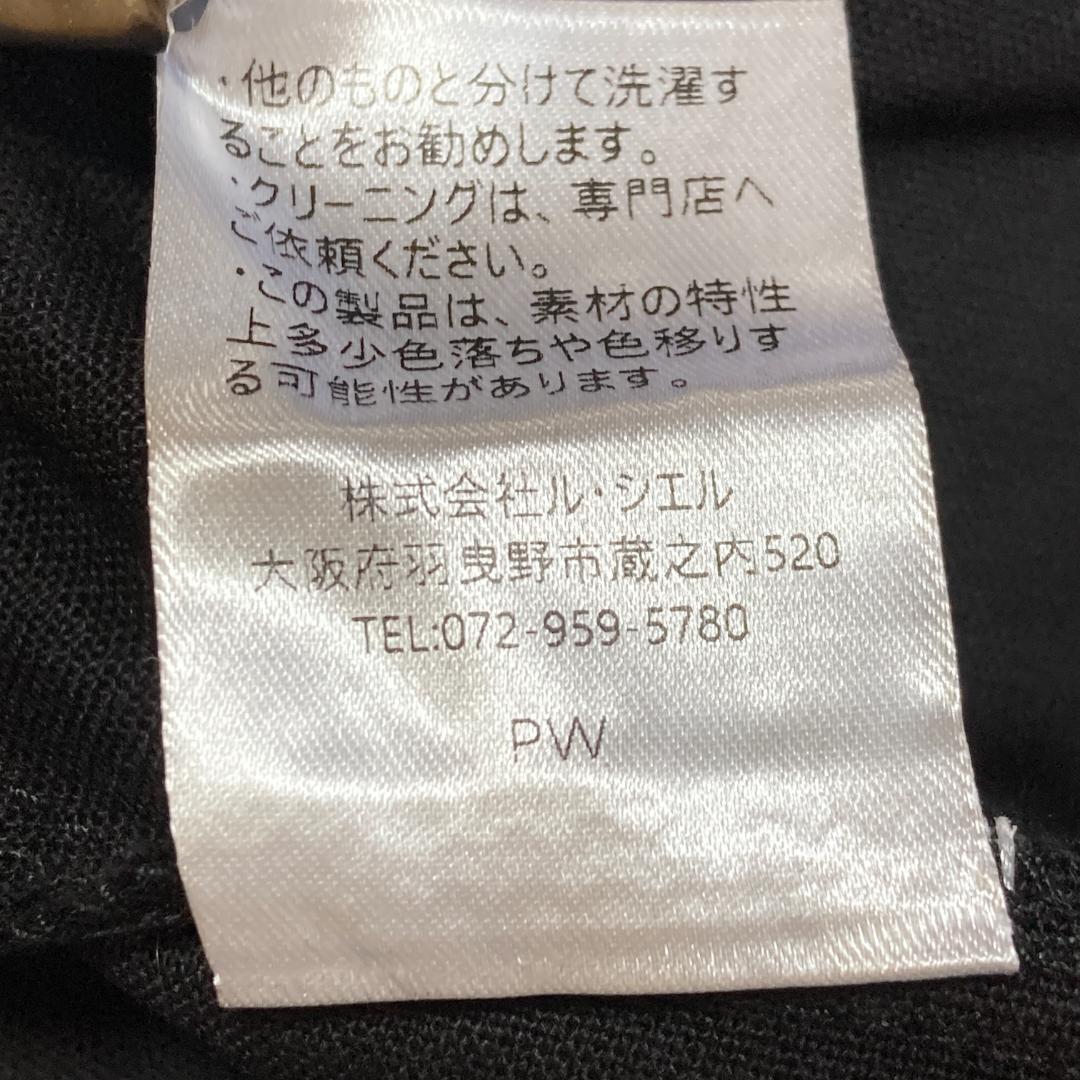 ・他のものと分けて洗濯す
ることをお勧めします。
・クリーニングは、専門店へ
ご依頼ください。
・この製品は、素材の特性
上多少色落ちや色移りす
る可能性があります。
株式会社ル・シエル
大阪府羽曳野市蔵之内520
TEL:072-959-5780
PW